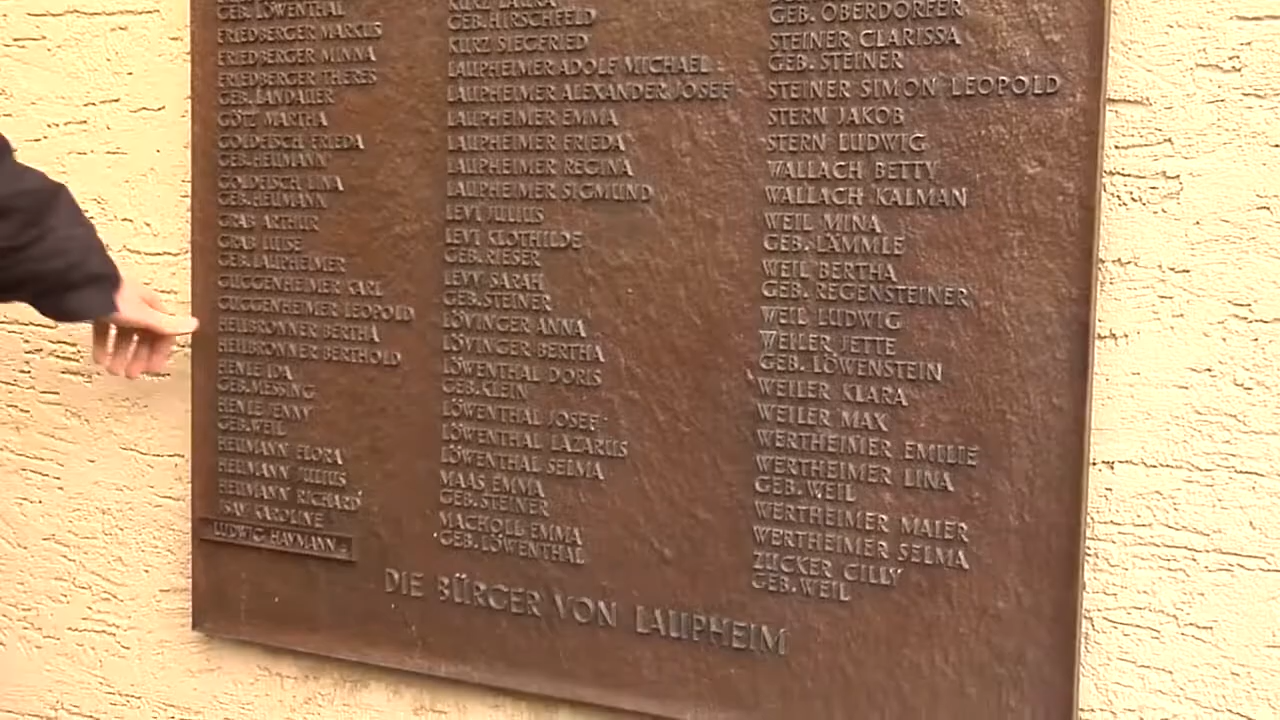 GEB. LÖWENTHAL
FRIEDBERGER MARKUS
FRIEDBERGER MINNA
FRIEDBERGER THERES
GEB. LANDAUER
GÖTZ MARTHA
GOLDFISCH FRIEDA
GEB. HEUMANN
GOLDFISCH LINA
GEB. HEUMANN
GRAB ARTHUR
GRAB LUISE
GEB. LAUPHEIMER
GUGGENHEIMER KARL
GUGGENHEIMER LEOPOLD
HEILBRONNER BERTHA
HEILBRONNER BERTHOLD
HENLE IDA
GEB. MESSING
HENLE JENNY
GEB. WEIL
HEUMANN FLORA
HEUMANN JULIUS
HEUMANN RICHARD
ISAY KAROLINE
LUDWIG HAYMANN
KURZ LAURA
GEB. HIRSCHFELD
KURZ SIEGFRIED
LAUPHEIMER ADOLF MICHAEL
LAUPHEIMER ALEXANDER JOSEF
LAUPHEIMER EMMA
LAUPHEIMER FRIEDA
LAUPHEIMER REGINA
LAUPHEIMER SIGMUND
LEVI JULIUS
LEVI KLOTHILDE
GEB. RIESER
LEVY SARAH
GEB. STEINER
LÖVINGER ANNA
LÖVINGER BERTHA
LÖWENTHAL DORIS
GEB. KLEIN
LÖWENTHAL JOSEF
LÖWENTHAL LAZARUS
LÖWENTHAL SELMA
MAAS EMMA
GEB. STEINER
MACHOLL EMMA
GEB. LÖWENTHAL
GEB. OBERDORFER
STEINER CLARISSA
GEB. STEINER
STEINER SIMON LEOPOLD
STERN JAKOB
STERN LUDWIG
WALLACH BETTY
WALLACH KALMAN
WEIL MINA
GEB. LÄMMLE
WEIL BERTHA
GEB. REGENSTEINER
WEIL LUDWIG
WEILER JETTE
GEB. LÖWENSTEIN
WEILER KLARA
WEILER MAX
WERTHEIMER EMILIE
WERTHEIMER LINA
GEB. WEIL
WERTHEIMER MAIER
WERTHEIMER SELMA
ZUCKER CILLY
GEB. WEIL
DIE BÜRGER VON LAUPHEIM